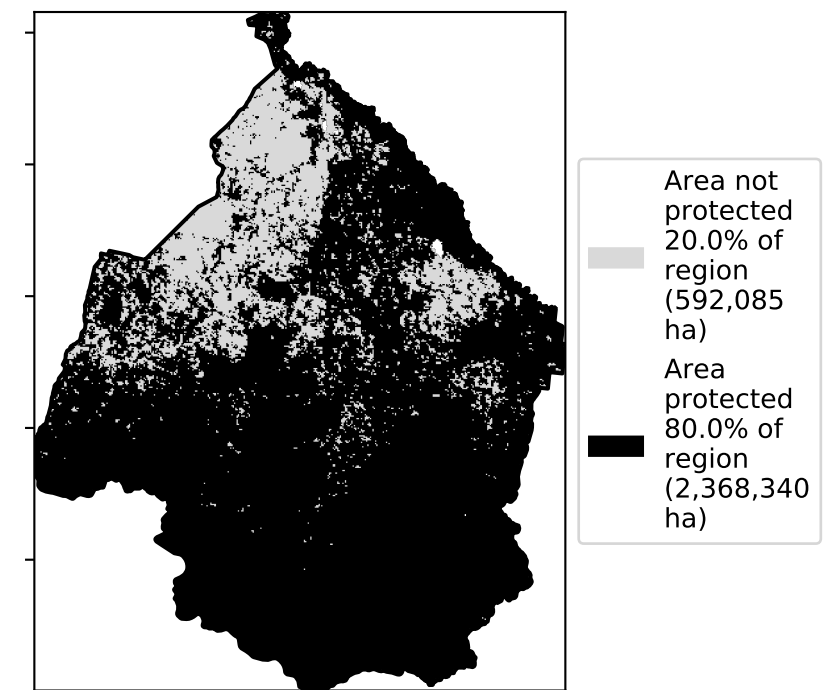 Area not
protected
20.0% of
region
(592,085
ha)
Area
protected
80.0% of
region
(2,368,340
ha)